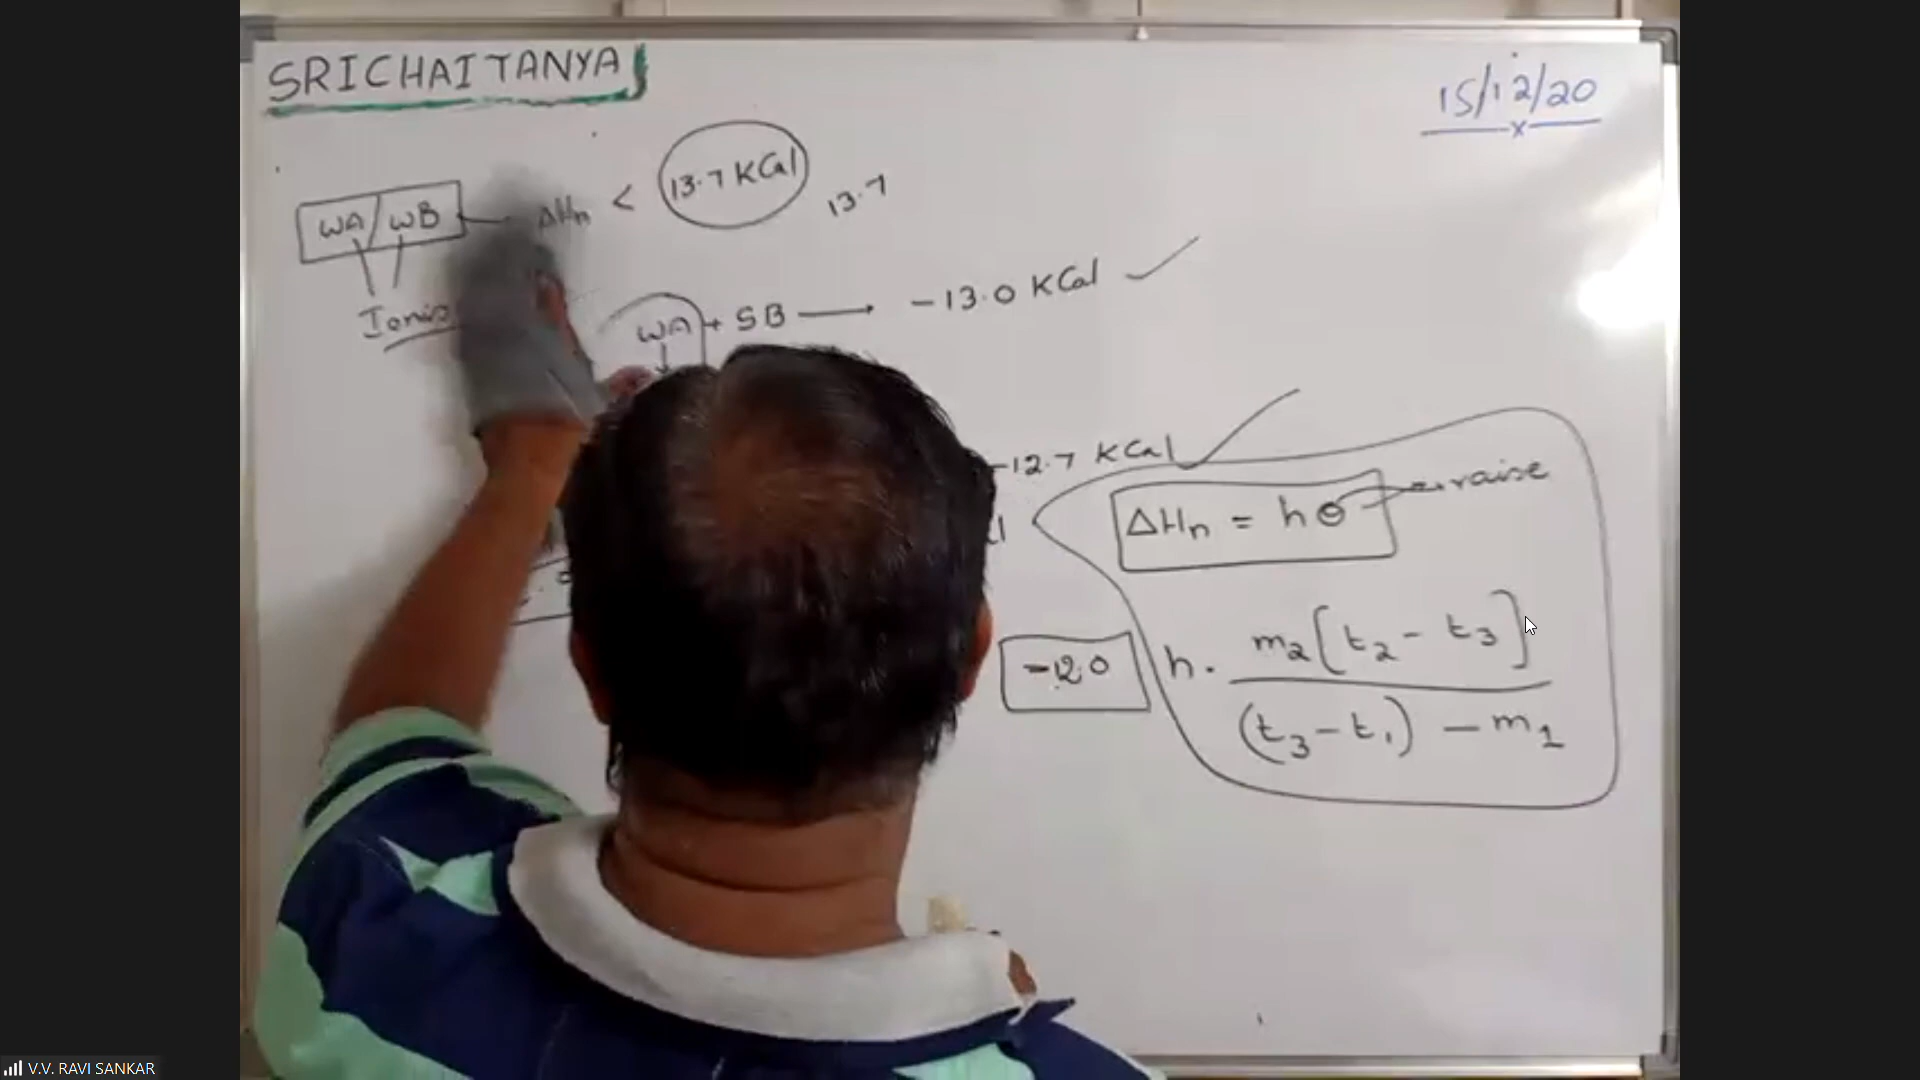 SRICHAITANYA
15/12/20
WA/WB ΔHn < 13.7 KCal
13.7
WA + SB → -13.0 KCal
-12.7 KCal
ΔHn = hθ → raise
-12.0
h. m2[t2 - t3]
(t3 - t1) - m1
V.V. RAVI SANKAR